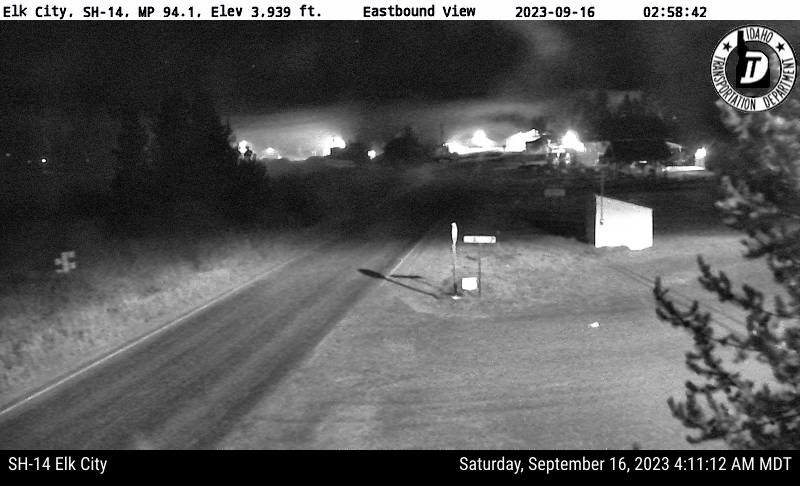 Elk City, SH-14, MP 94.1, Elev 3,939 ft. Eastbound View 2023-09-16 02:58:42
IDAHO
TRANSPORTATION DEPARTMENT
SH-14 Elk City Saturday, September 16, 2023 4:11:12 AM MDT